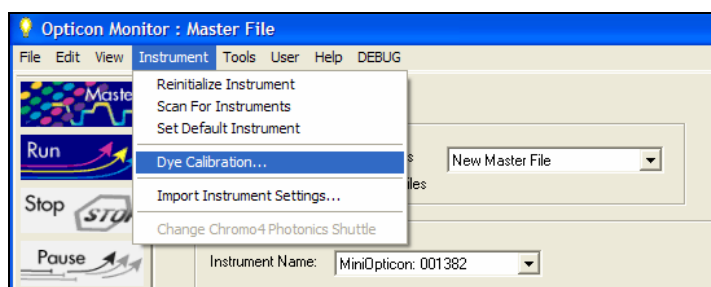 Opticon Monitor : Master File
File Edit View Instrument Tools User Help DEBUG
Maste
Reinitialize Instrument
Scan For Instruments
Set Default Instrument
Run
Dye Calibration...
s
New Master File
iles
Import Instrument Settings...
Stop
STOP
Change Chromo4 Photonics Shuttle
Pause
Instrument Name: MiniOpticon: 001382